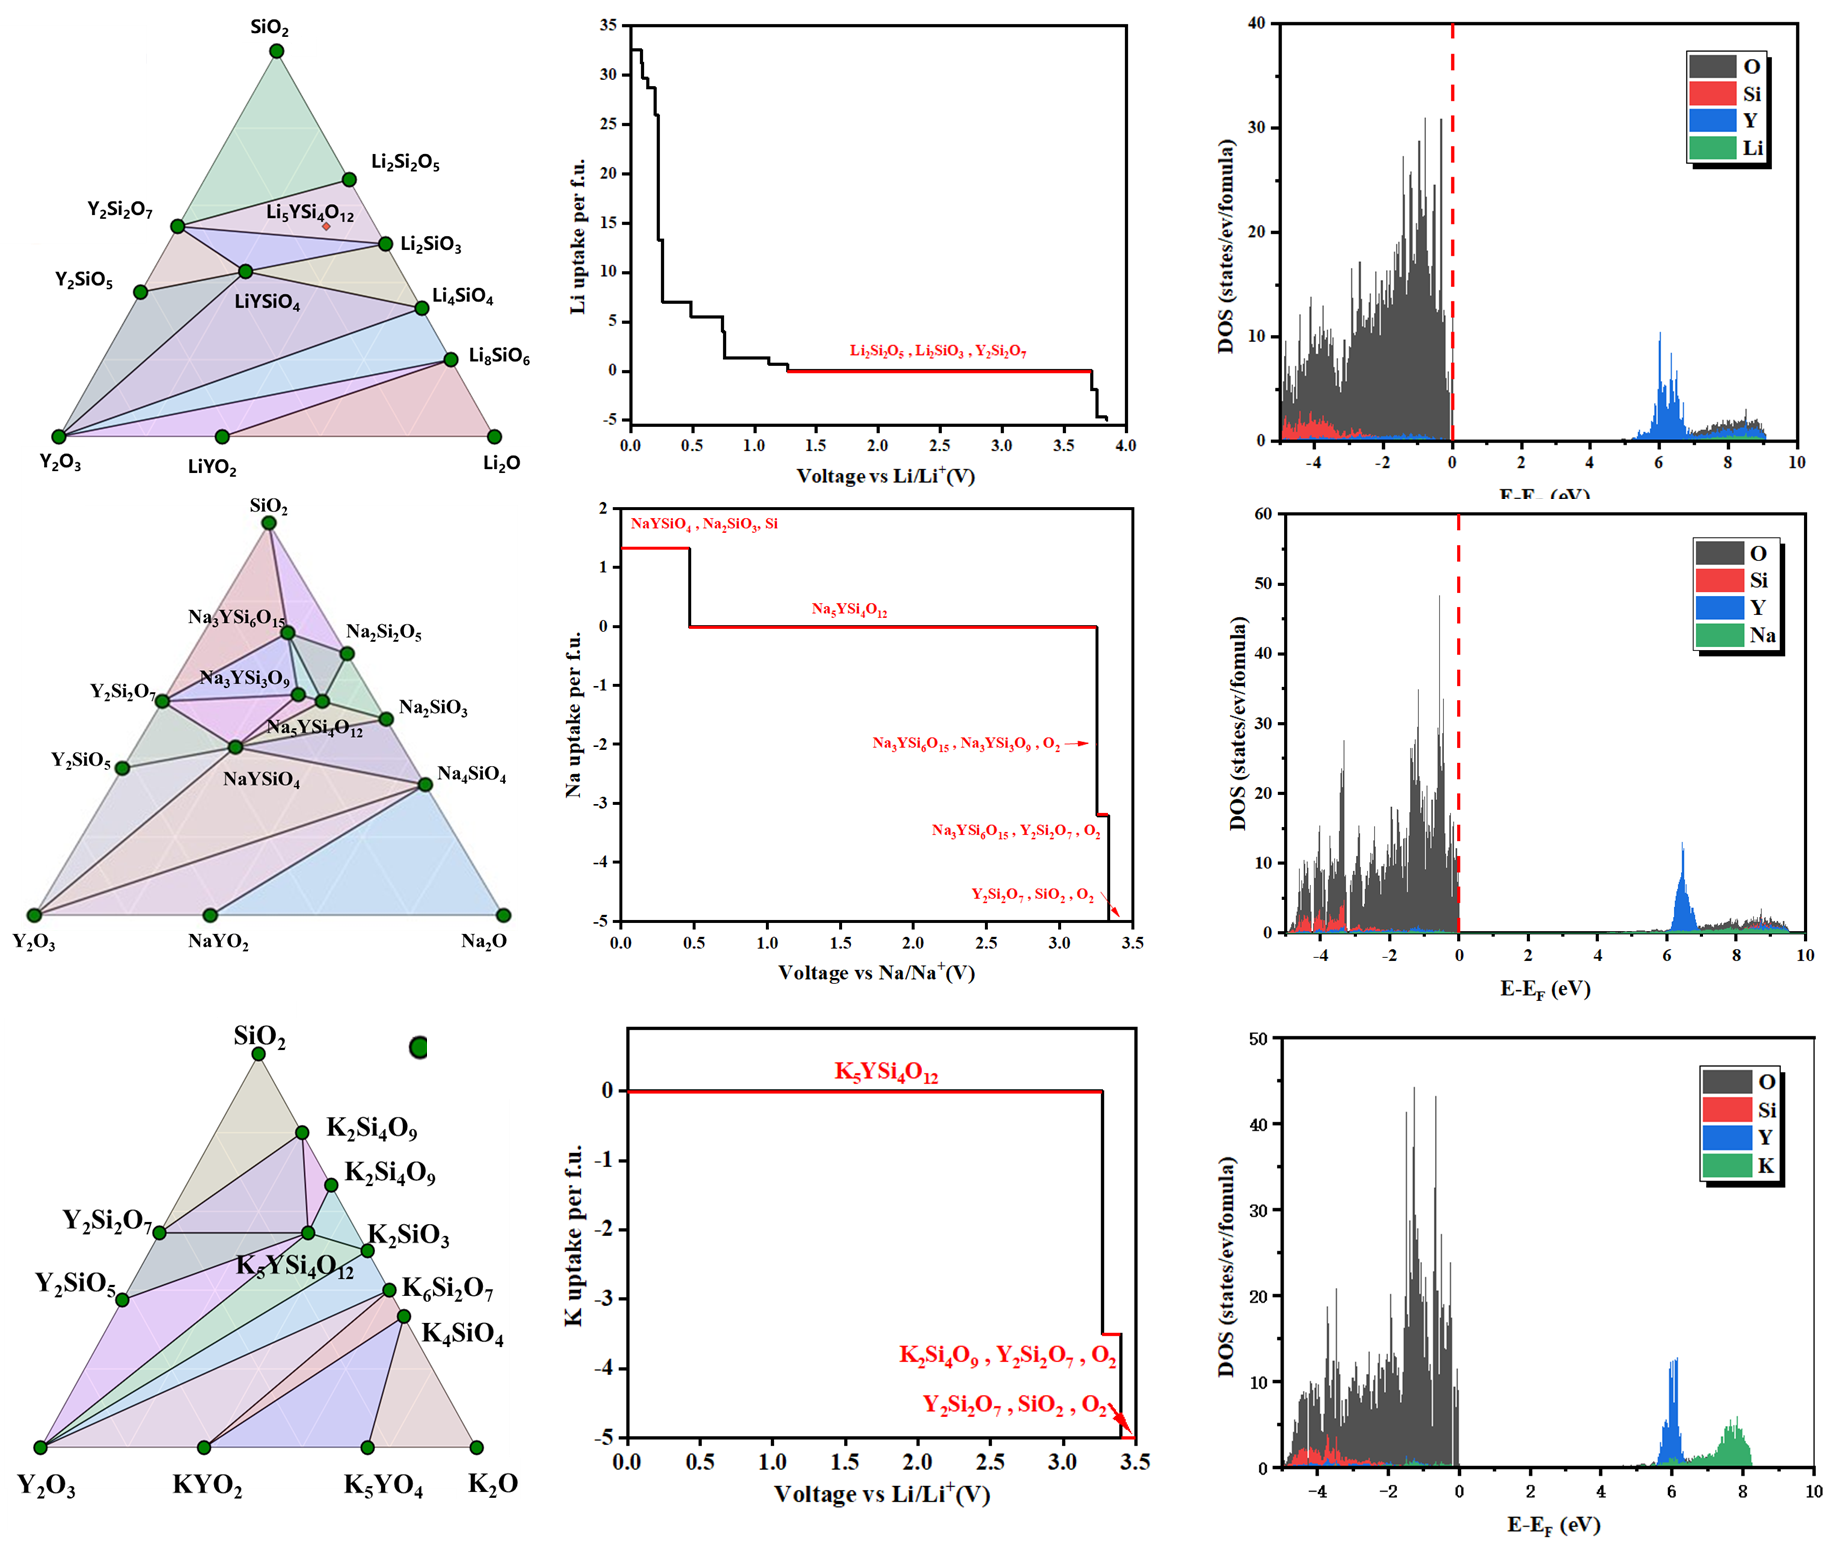 SiO₂
Li₂Si₂O₅
Y₂Si₂O₇
Li₅YSi₄O₁₂
Li₂SiO₃
Y₂SiO₅
LiYSiO₄
Li₄SiO₄
Li₈SiO₆
Y₂O₃
LiYO₂
Li₂O
35
30
25
20
15
10
5
0
-5
Li uptake per f.u.
Li₂Si₂O₅ , Li₂SiO₃ , Y₂Si₂O₇
0.0 0.5 1.0 1.5 2.0 2.5 3.0 3.5 4.0
Voltage vs Li/Li⁺(V)
40
30
20
10
0
DOS (states/ev/fomula)
O
Si
Y
Li
-4 -2 0 2 4 6 8 10
SiO₂
Na₃YSi₆O₁₅
Na₂Si₂O₅
Na₃YSi₃O₉
Y₂Si₂O₇
Na₂SiO₃
Na₅YSi₄O₁₂
Y₂SiO₅
NaYSiO₄
Na₄SiO₄
Y₂O₃
NaYO₂
Na₂O
2
1
0
-1
-2
-3
-4
-5
Na uptake per f.u.
NaYSiO₄ , Na₂SiO₃, Si
Na₅YSi₄O₁₂
Na₃YSi₆O₁₅ , Na₃YSi₃O₉ , O₂
Na₃YSi₆O₁₅ , Y₂Si₂O₇ , O₂
Y₂Si₂O₇ , SiO₂ , O₂
0.0 0.5 1.0 1.5 2.0 2.5 3.0 3.5
Voltage vs Na/Na⁺(V)
60
50
40
30
20
10
0
DOS (states/ev/fomula)
O
Si
Y
Na
-4 -2 0 2 4 6 8 10
E-E_F (eV)
SiO₂
K₂Si₄O₉
K₂Si₄O₉
Y₂Si₂O₇
K₂SiO₃
K₅YSi₄O₁₂
Y₂SiO₅
K₆Si₂O₇
K₄SiO₄
Y₂O₃
KYO₂
K₅YO₄
K₂O
0
-1
-2
-3
-4
-5
K uptake per f.u.
K₅YSi₄O₁₂
K₂Si₄O₉ , Y₂Si₂O₇ , O₂
Y₂Si₂O₇ , SiO₂ , O₂
0.0 0.5 1.0 1.5 2.0 2.5 3.0 3.5
Voltage vs Li/Li⁺(V)
50
40
30
20
10
0
DOS (states/ev/fomula)
O
Si
Y
K
-4 -2 0 2 4 6 8 10
E-E_F (eV)